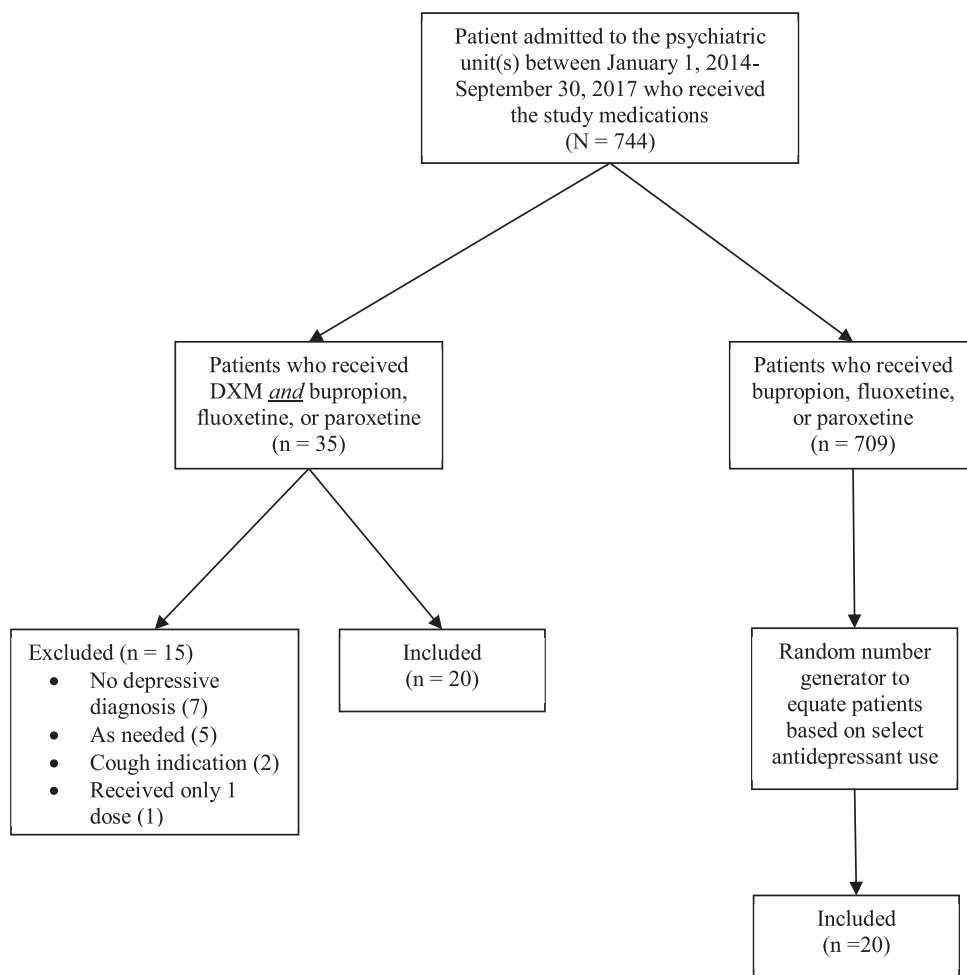 Patient admitted to the psychiatric
unit(s) between January 1, 2014-
September 30, 2017 who received
the study medications
(N = 744)
Patients who received
DXM and bupropion,
fluoxetine, or paroxetine
(n = 35)
Patients who received
bupropion, fluoxetine,
or paroxetine
(n = 709)
Excluded (n = 15)
• No depressive
diagnosis (7)
• As needed (5)
• Cough indication (2)
• Received only 1
dose (1)
Included
(n = 20)
Random number
generator to
equate patients
based on select
antidepressant use
Included
(n =20)